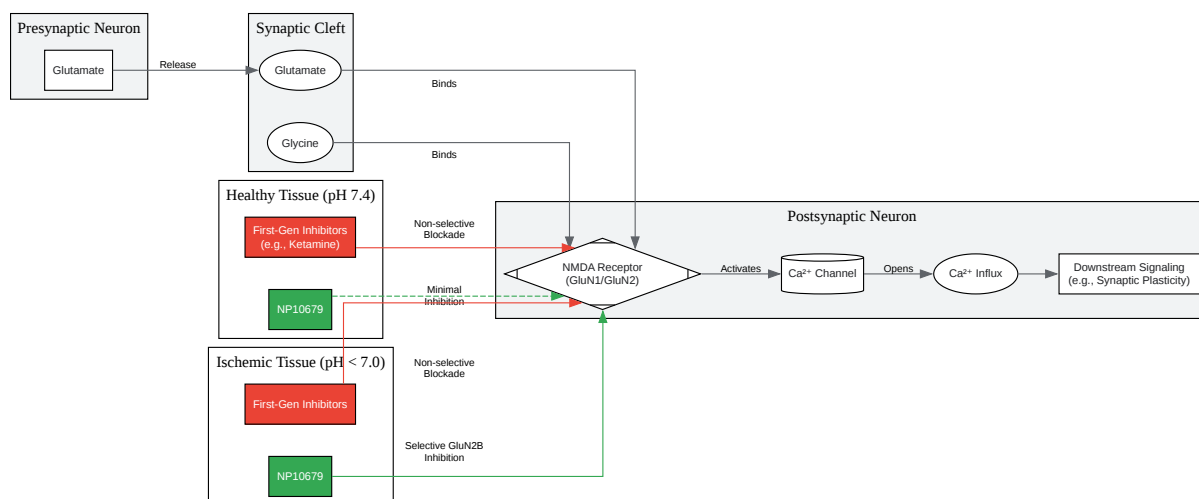 Presynaptic Neuron
Glutamate
Release
Synaptic Cleft
Glutamate
Glycine
Binds
Binds
Healthy Tissue (pH 7.4)
First-Gen Inhibitors
(e.g., Ketamine)
Non-selective
Blockade
NP10679
Minimal
Inhibition
Ischemic Tissue (pH < 7.0)
First-Gen Inhibitors
Non-selective
Blockade
NP10679
Selective GluN2B
Inhibition
Postsynaptic Neuron
NMDA Receptor
(GluN1/GluN2)
Activates
Ca²⁺ Channel
Opens
Ca²⁺ Influx
Downstream Signaling
(e.g., Synaptic Plasticity)